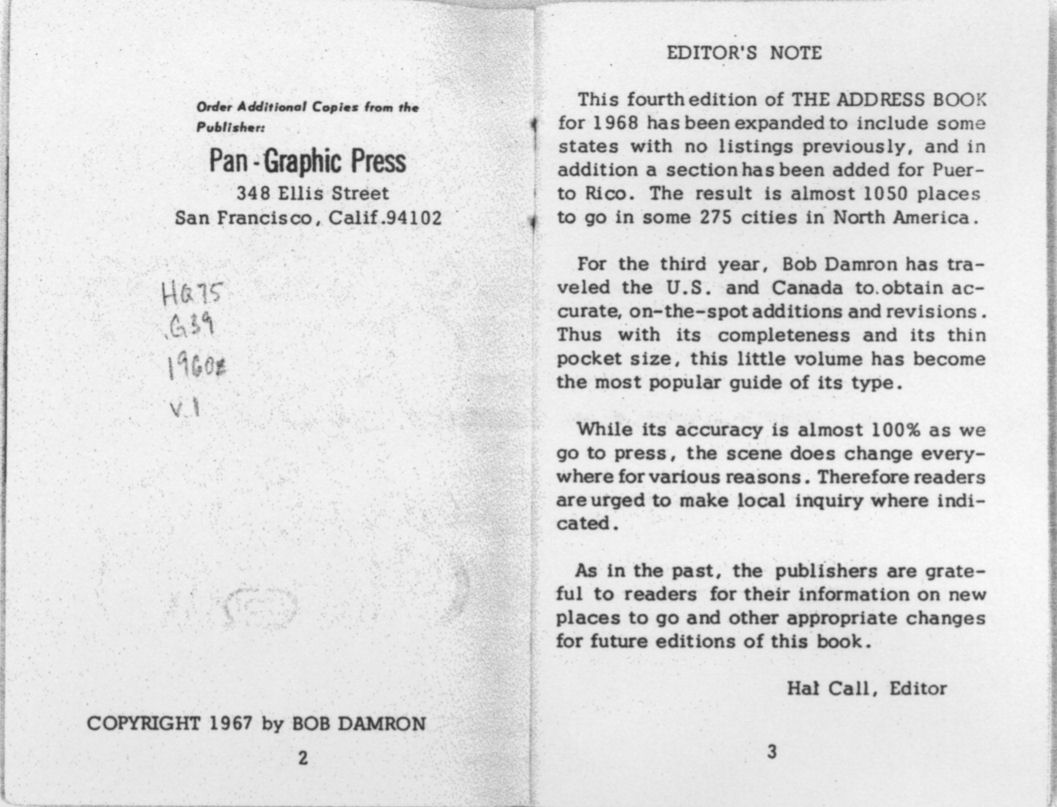 Order Additional Copies from the
Publisher:
Pan-Graphic Press
348 Ellis Street
San Francisco, Calif.94102
HQ75
.G39
1960z
v.1
COPYRIGHT 1967 by BOB DAMRON
2
EDITOR'S NOTE
This fourth edition of THE ADDRESS BOOK
for 1968 has been expanded to include some
states with no listings previously, and in
addition a section has been added for Puer-
to Rico. The result is almost 1050 places
to go in some 275 cities in North America.
For the third year, Bob Damron has tra-
veled the U.S. and Canada to obtain ac-
curate, on-the-spot additions and revisions.
Thus with its completeness and its thin
pocket size, this little volume has become
the most popular guide of its type.
While its accuracy is almost 100% as we
go to press, the scene does change every-
where for various reasons. Therefore readers
are urged to make local inquiry where indi-
cated.
As in the past, the publishers are grate-
ful to readers for their information on new
places to go and other appropriate changes
for future editions of this book.
Hal Call, Editor
3